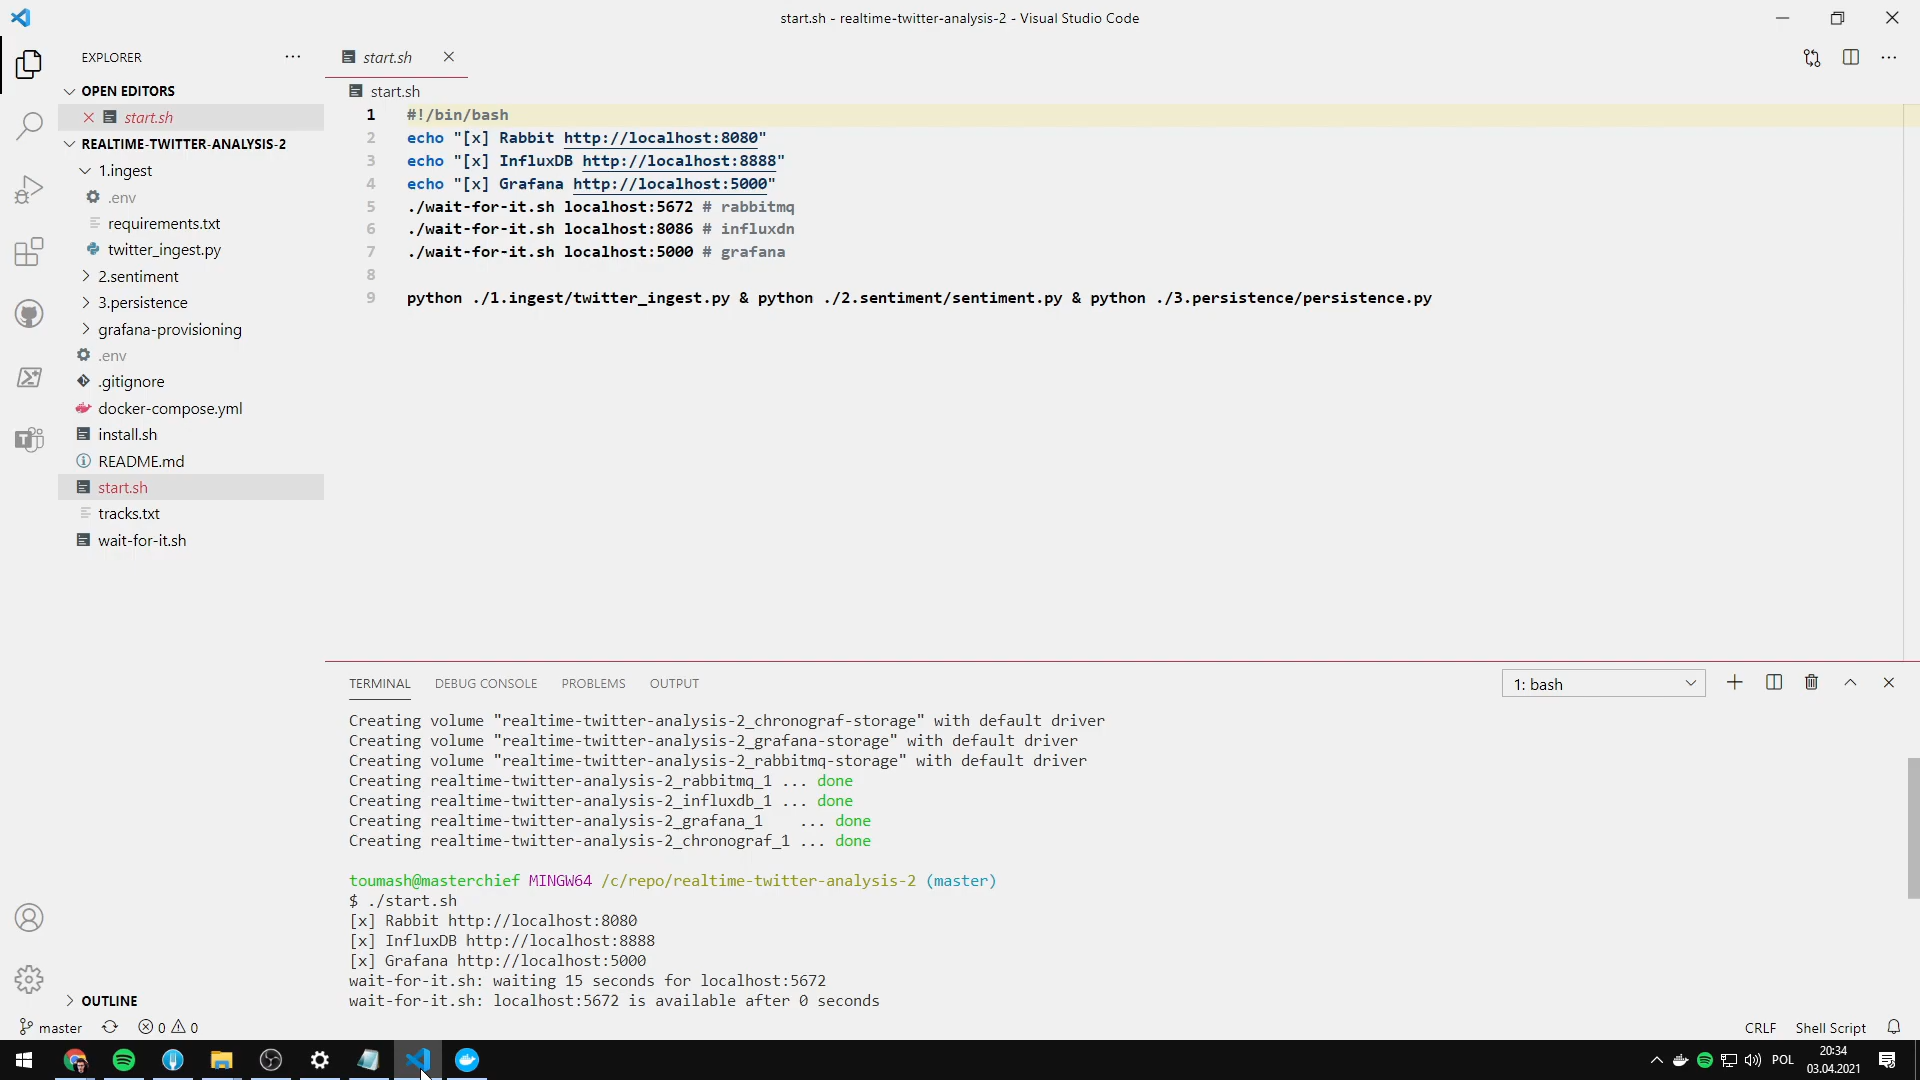 start.sh - realtime-twitter-analysis-2 - Visual Studio Code
EXPLORER
start.sh
OPEN EDITORS
start.sh
start.sh
REALTIME-TWITTER-ANALYSIS-2
1.ingest
.env
requirements.txt
twitter_ingest.py
2.sentiment
3.persistence
grafana-provisioning
.env
.gitignore
docker-compose.yml
install.sh
README.md
start.sh
tracks.txt
wait-for-it.sh
OUTLINE
1 #!/bin/bash
2 echo "[x] Rabbit http://localhost:8080"
3 echo "[x] InfluxDB http://localhost:8888"
4 echo "[x] Grafana http://localhost:5000"
5 ./wait-for-it.sh localhost:5672 # rabbitmq
6 ./wait-for-it.sh localhost:8086 # influxdn
7 ./wait-for-it.sh localhost:5000 # grafana
8
9 python ./1.ingest/twitter_ingest.py & python ./2.sentiment/sentiment.py & python ./3.persistence/persistence.py
TERMINAL DEBUG CONSOLE PROBLEMS OUTPUT 1: bash
Creating volume "realtime-twitter-analysis-2_chronograf-storage" with default driver
Creating volume "realtime-twitter-analysis-2_grafana-storage" with default driver
Creating volume "realtime-twitter-analysis-2_rabbitmq-storage" with default driver
Creating realtime-twitter-analysis-2_rabbitmq_1 ... done
Creating realtime-twitter-analysis-2_influxdb_1 ... done
Creating realtime-twitter-analysis-2_grafana_1    ... done
Creating realtime-twitter-analysis-2_chronograf_1 ... done
toumash@masterchief MINGW64 /c/repo/realtime-twitter-analysis-2 (master)
$ ./start.sh
[x] Rabbit http://localhost:8080
[x] InfluxDB http://localhost:8888
[x] Grafana http://localhost:5000
wait-for-it.sh: waiting 15 seconds for localhost:5672
wait-for-it.sh: localhost:5672 is available after 0 seconds
master 0 0 CRLF Shell Script
POL
20:34
03.04.2021